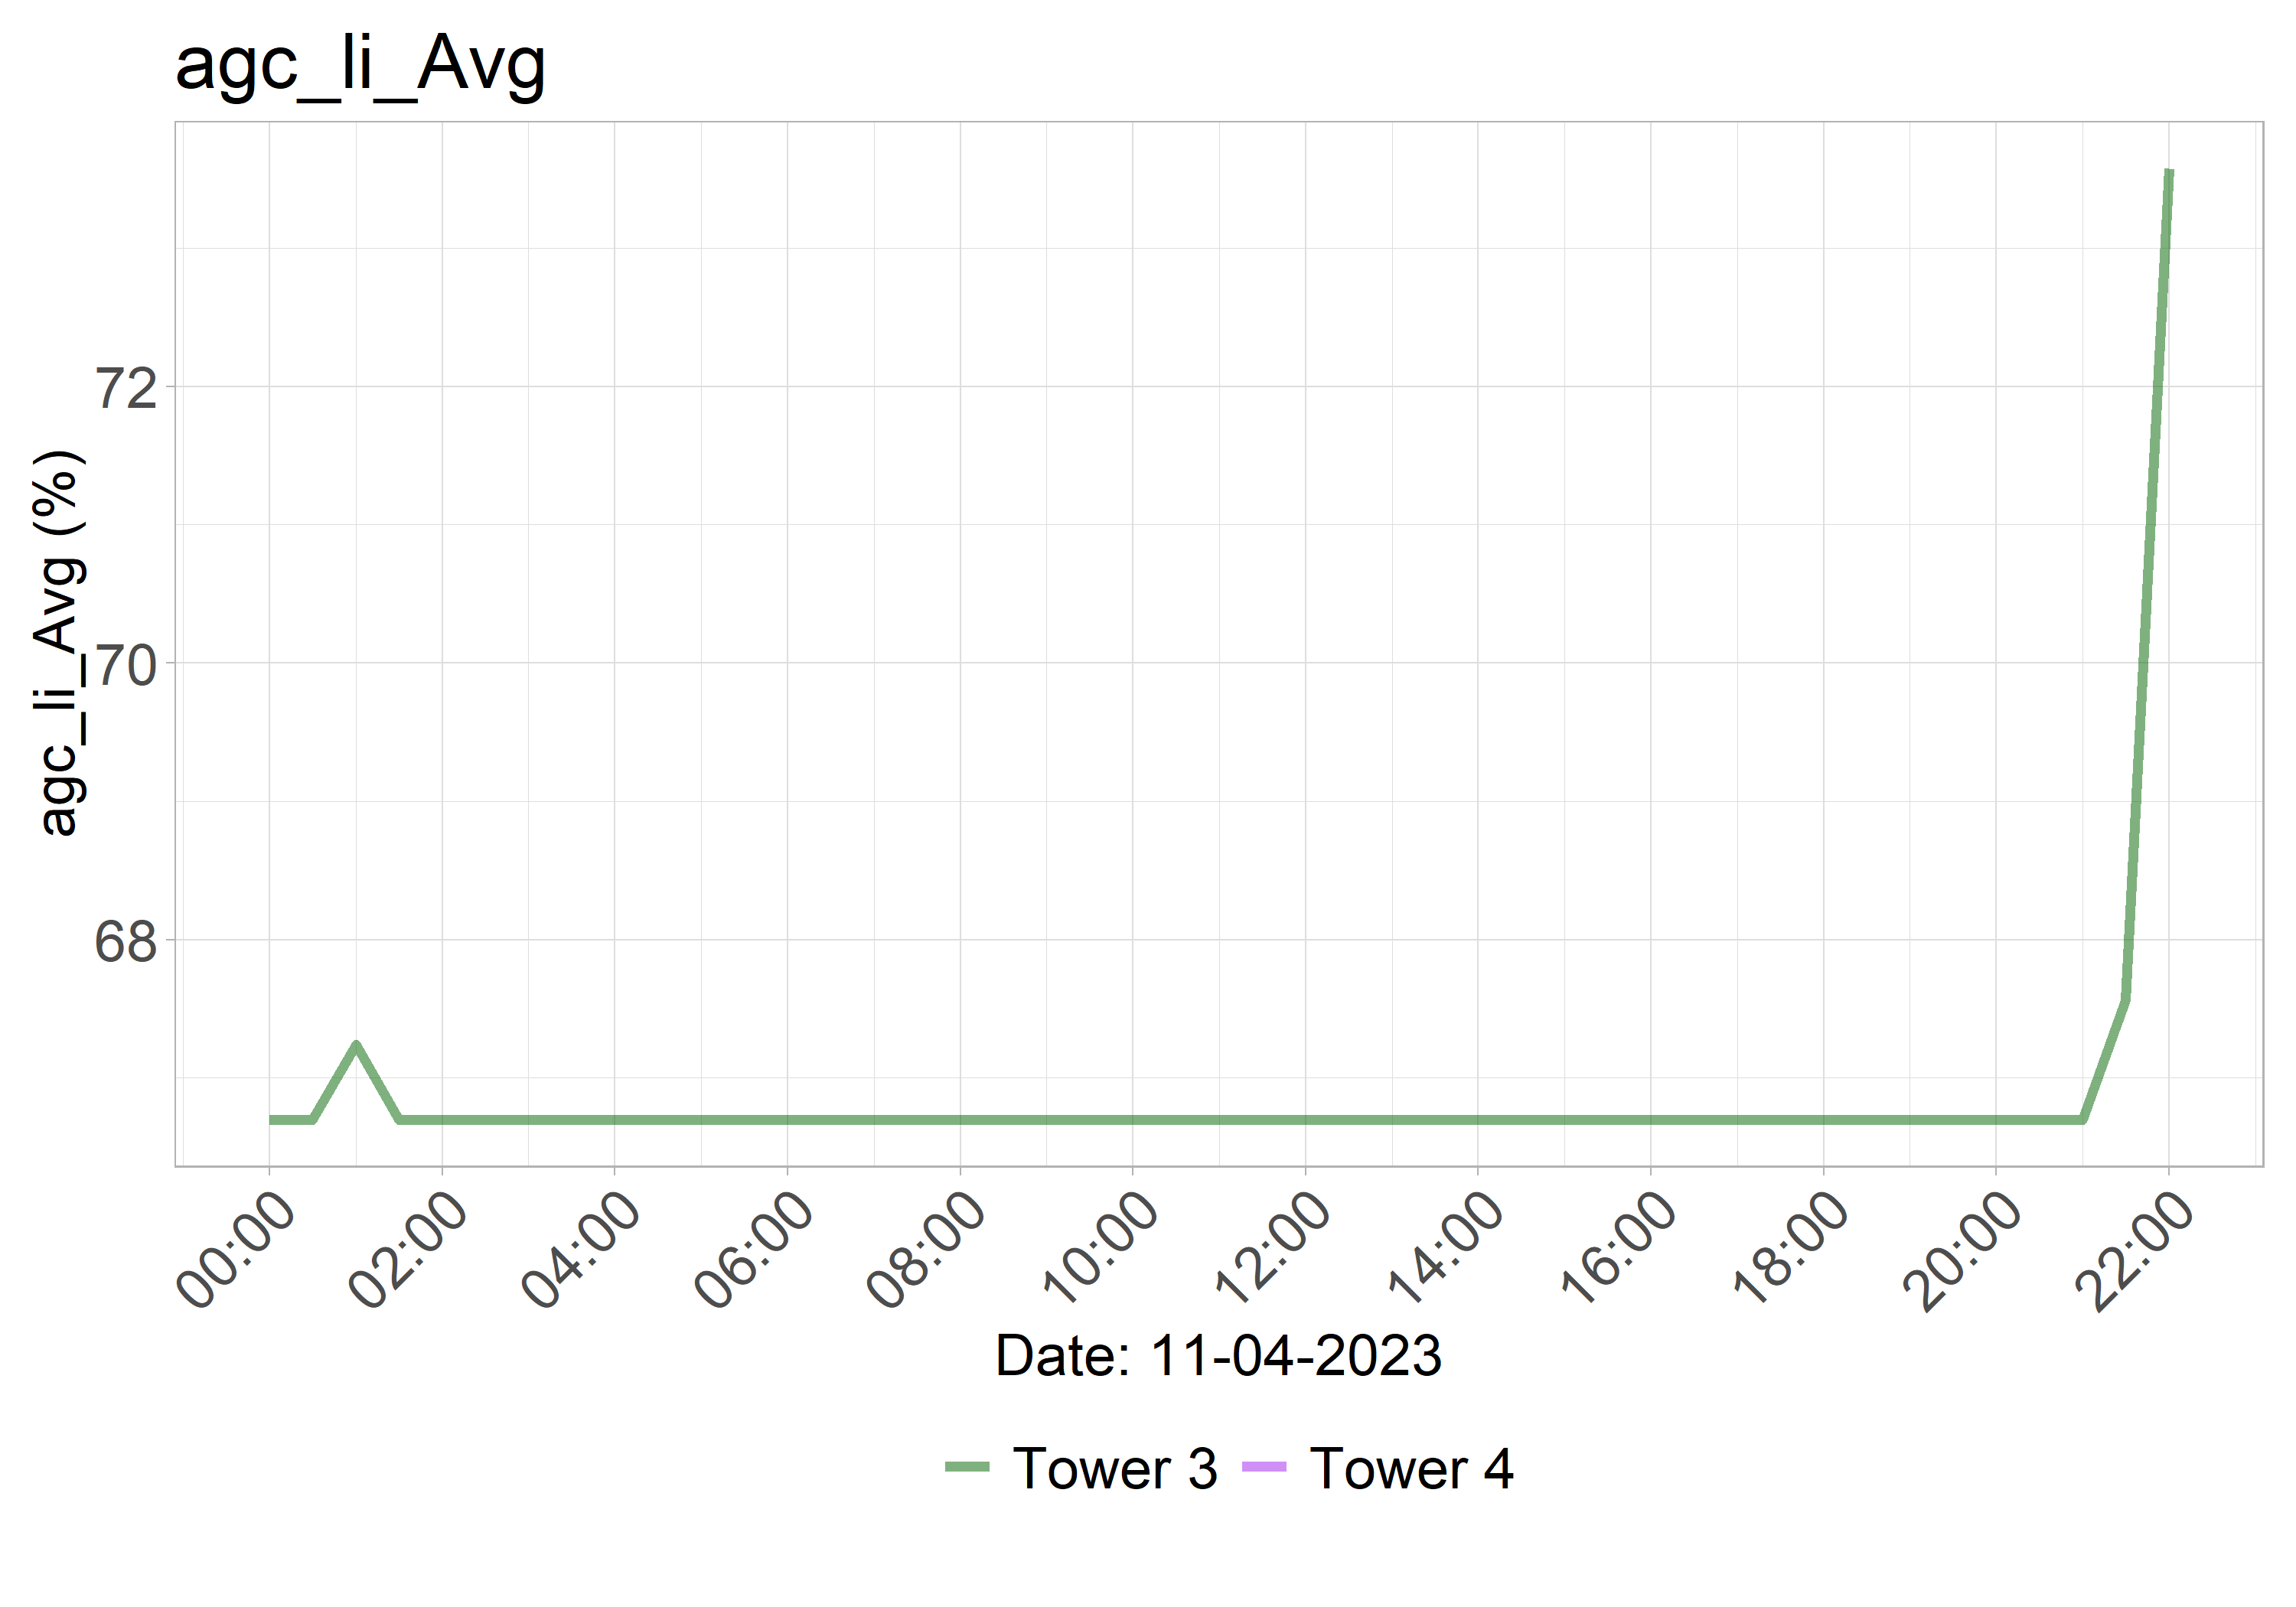 agc_li_Avg
agc_li_Avg (%)
72
70
68
00:00 02:00 04:00 06:00 08:00 10:00 12:00 14:00 16:00 18:00 20:00 22:00
Date: 11-04-2023
Tower 3 Tower 4